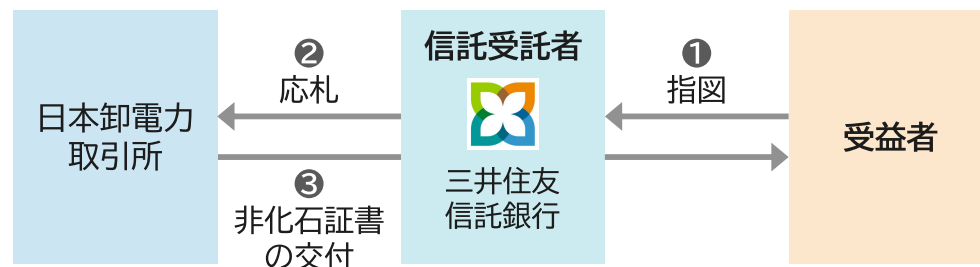 日本卸電力
取引所
❷
応札
❸
非化石証書
の交付
信託受託者
三井住友
信託銀行
❶
指図
受益者